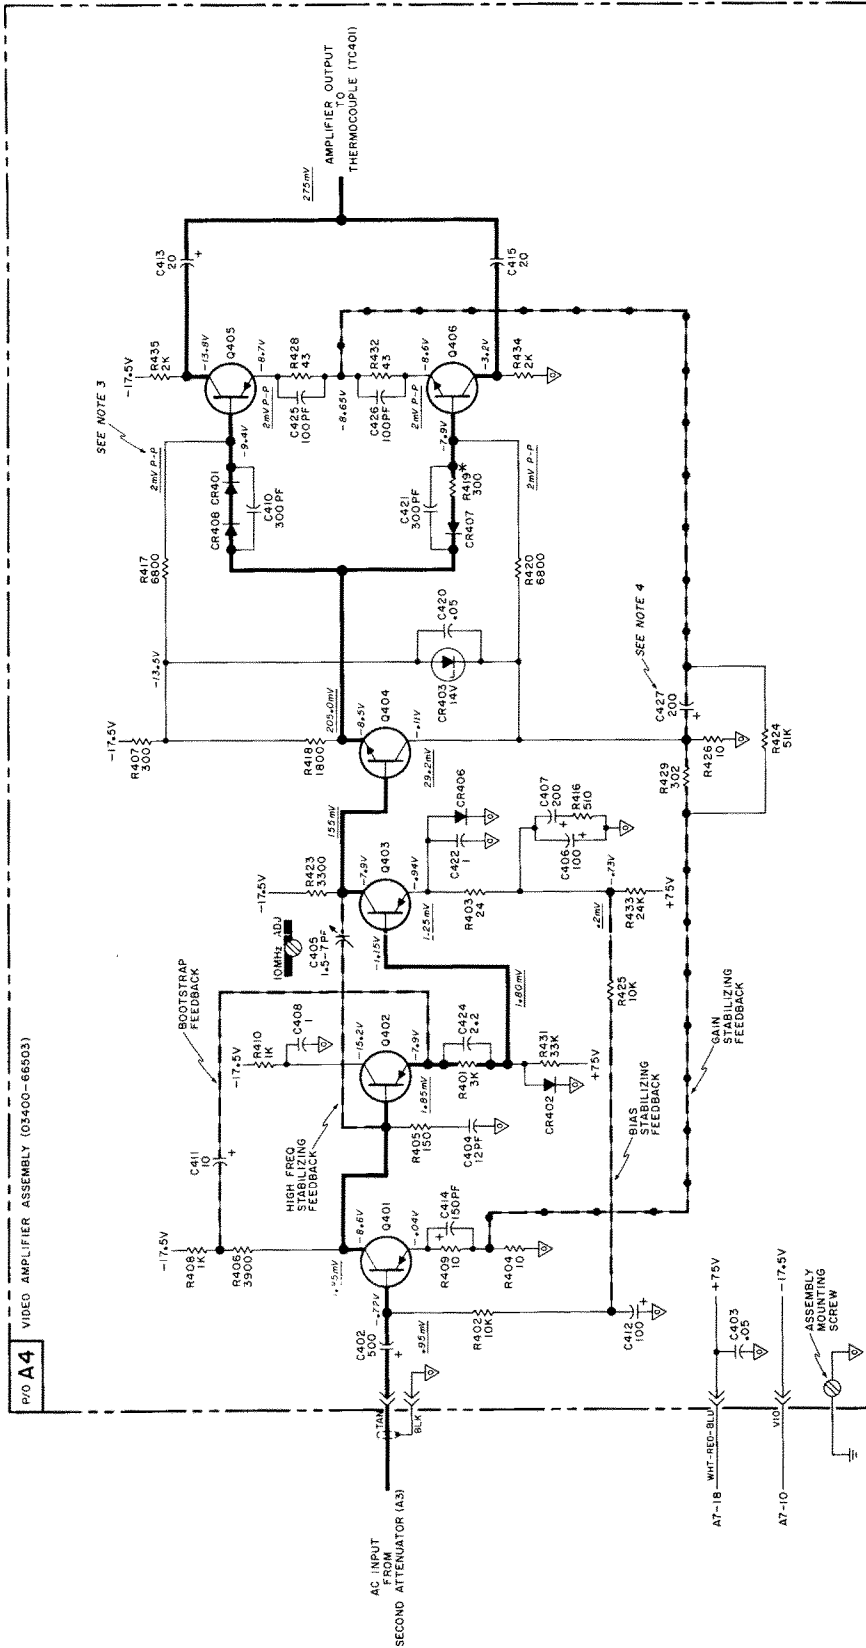 P/O A4 VIDEO AMPLIFIER ASSEMBLY (03400-66503)
AC INPUT
FROM
SECOND ATTENUATOR (A3)
TAN
BLK
C402
500
+
.95mV
-.72V
R402
10K
C412
100
+
-17.5V
R408
1K
R406
3900
C411
10
+
BOOTSTRAP
FEEDBACK
-8.6V
Q401
-.04V
R409
10
C414
150PF
+
R404
10
HIGH FREQ
STABILIZING
FEEDBACK
-17.5V
R410
1K
C408
1
-15.2V
Q402
-7.9V
1.85mV
R405
150
C404
12PF
R401
3K
C424
2.2
R431
33K
+75V
CR402
1.80mV
10MHz ADJ
C405
1.5-7PF
-17.5V
R423
3300
-7.9V
Q403
-1.15V
-.94V
1.25mV
R403
24
C422
1
CR406
C407
200
R416
510
C406
100
+
+
-.73V
.2mV
R433
24K
+75V
R425
10K
BIAS
STABILIZING
FEEDBACK
GAIN
STABILIZING
FEEDBACK
155mV
-17.5V
R407
300
-13.5V
R418
1800
205.0mV
-8.5V
Q404
-.11V
29.2mV
CR403
14V
C420
.05
R417
6800
R420
6800
2mV P-P
SEE NOTE 3
2mV P-P
CR408
CR401
C410
300PF
C421
300PF
R419*
300
CR407
-9.4V
-7.9V
-17.5V
R435
2K
-13.8V
Q405
-8.7V
2mV P-P
R428
43
C425
100PF
-8.65V
R432
43
C426
100PF
2mV P-P
-8.6V
Q406
-3.2V
R434
2K
C413
20
+
C415
20
275mV
AMPLIFIER OUTPUT
TO
THERMOCOUPLE (TC401)
SEE NOTE 4
C427
200
+
R429
302
R426
10
R424
51K
A7-18
WHT-RED-BLU
+75V
C403
.05
A7-10
VIO
-17.5V
ASSEMBLY
MOUNTING
SCREW